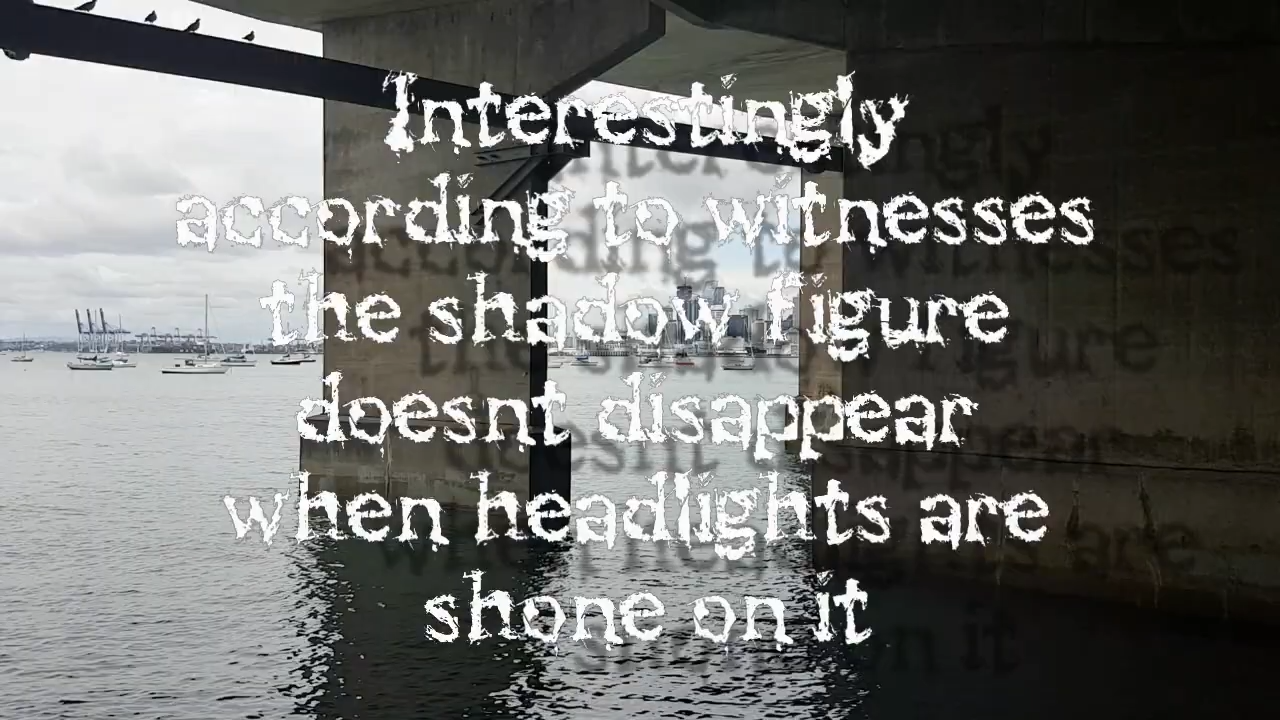 Interestingly
according to witnesses
the shadow figure
doesnt disappear
when headlights are
shone on it